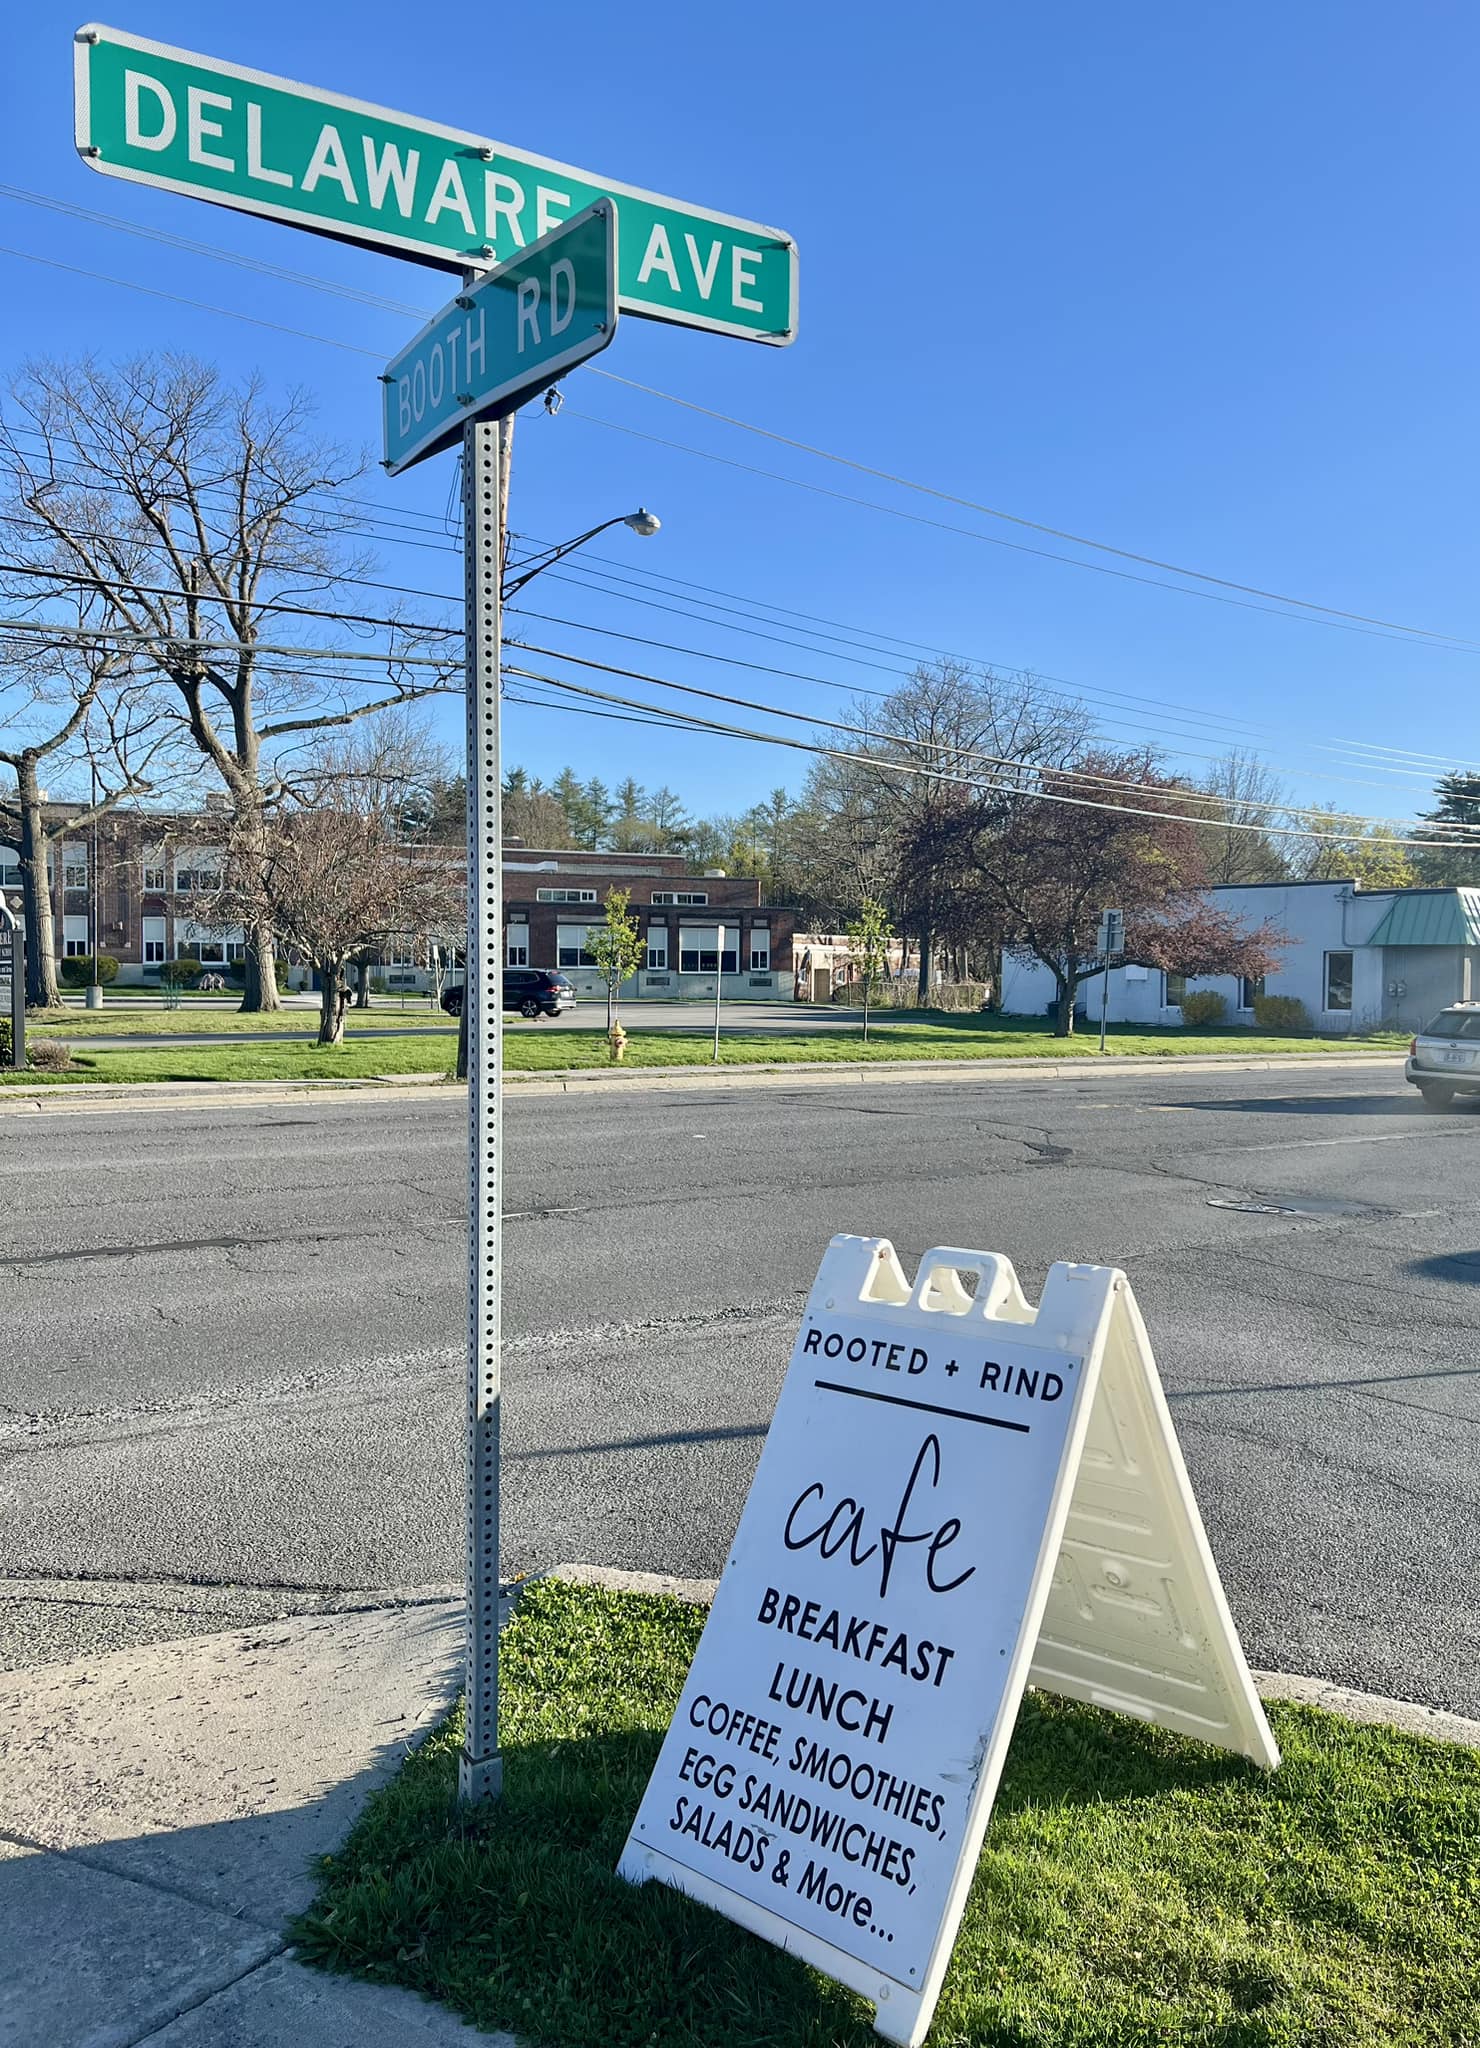 DELAWARE AVE
BOOTH RD
ROOTED + RIND
cafe
BREAKFAST
LUNCH
COFFEE, SMOOTHIES,
EGG SANDWICHES,
SALADS & More...